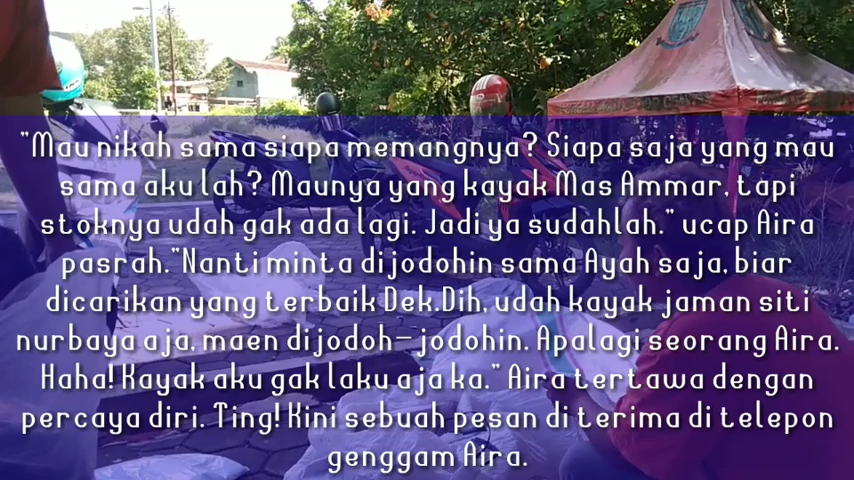 "Mau nikah sama siapa memangnya? Siapa saja yang mau
sama aku lah? Maunya yang kayak Mas Ammar, tapi
stoknya udah gak ada lagi. Jadi ya sudahlah." ucap Aira
pasrah."Nanti minta dijodohin sama Ayah saja, biar
dicarikan yang terbaik Dek.Dih, udah kayak jaman siti
nurbaya aja, maen dijodoh-jodohin. Apalagi seorang Aira.
Haha! Kayak aku gak laku aja ka." Aira tertawa dengan
percaya diri. Ting! Kini sebuah pesan di terima di telepon
genggam Aira.